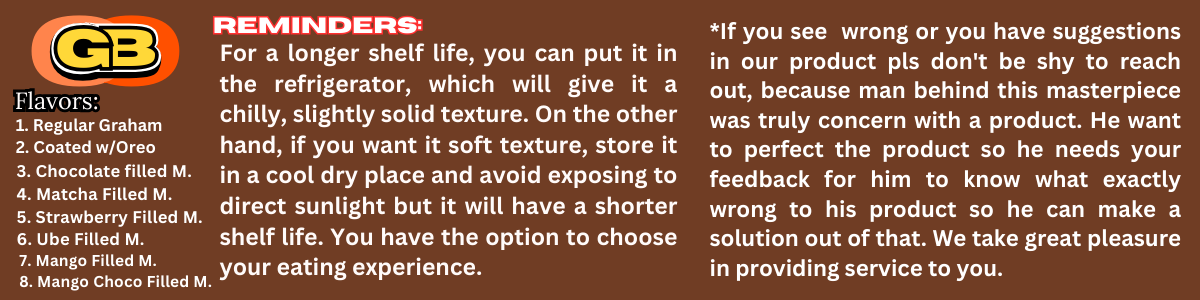 GB
Flavors:
1. Regular Graham
2. Coated w/Oreo
3. Chocolate filled M.
4. Matcha Filled M.
5. Strawberry Filled M.
6. Ube Filled M.
7. Mango Filled M.
8. Mango Choco Filled M.
REMINDERS:
For a longer shelf life, you can put it in
the refrigerator, which will give it a
chilly, slightly solid texture. On the other
hand, if you want it soft texture, store it
in a cool dry place and avoid exposing to
direct sunlight but it will have a shorter
shelf life. You have the option to choose
your eating experience.
*If you see wrong or you have suggestions
in our product pls don't be shy to reach
out, because man behind this masterpiece
was truly concern with a product. He want
to perfect the product so he needs your
feedback for him to know what exactly
wrong to his product so he can make a
solution out of that. We take great pleasure
in providing service to you.